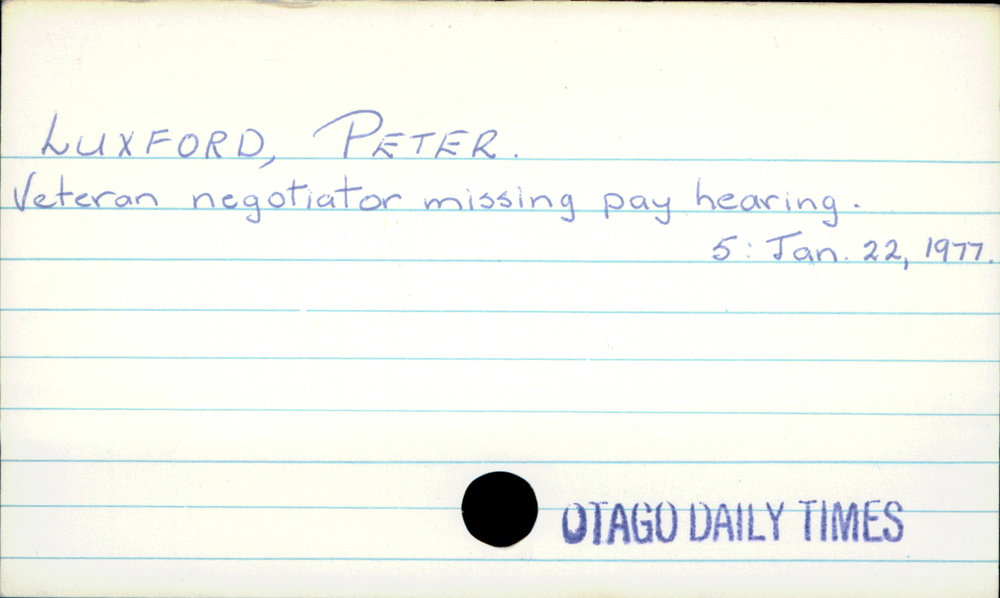 LUXFORD, PETER.
Veteran negotiator missing pay hearing.
5: Jan. 22, 1977.
OTAGO DAILY TIMES